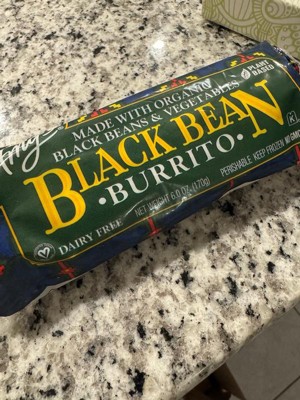 Amy's
MADE WITH ORGANIC
BLACK BEANS & VEGETABLES
PLANT
BASED
BLACK BEAN
•BURRITO•
DAIRY FREE
NET WEIGHT 6.0 OZ. (170g)
PERISHABLE KEEP FROZEN
K